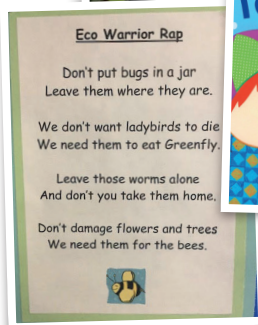 Eco Warrior Rap
Don't put bugs in a jar
Leave them where they are.
We don't want ladybirds to die
We need them to eat Greenfly.
Leave those worms alone
And don't you take them home.
Don't damage flowers and trees
We need them for the bees.